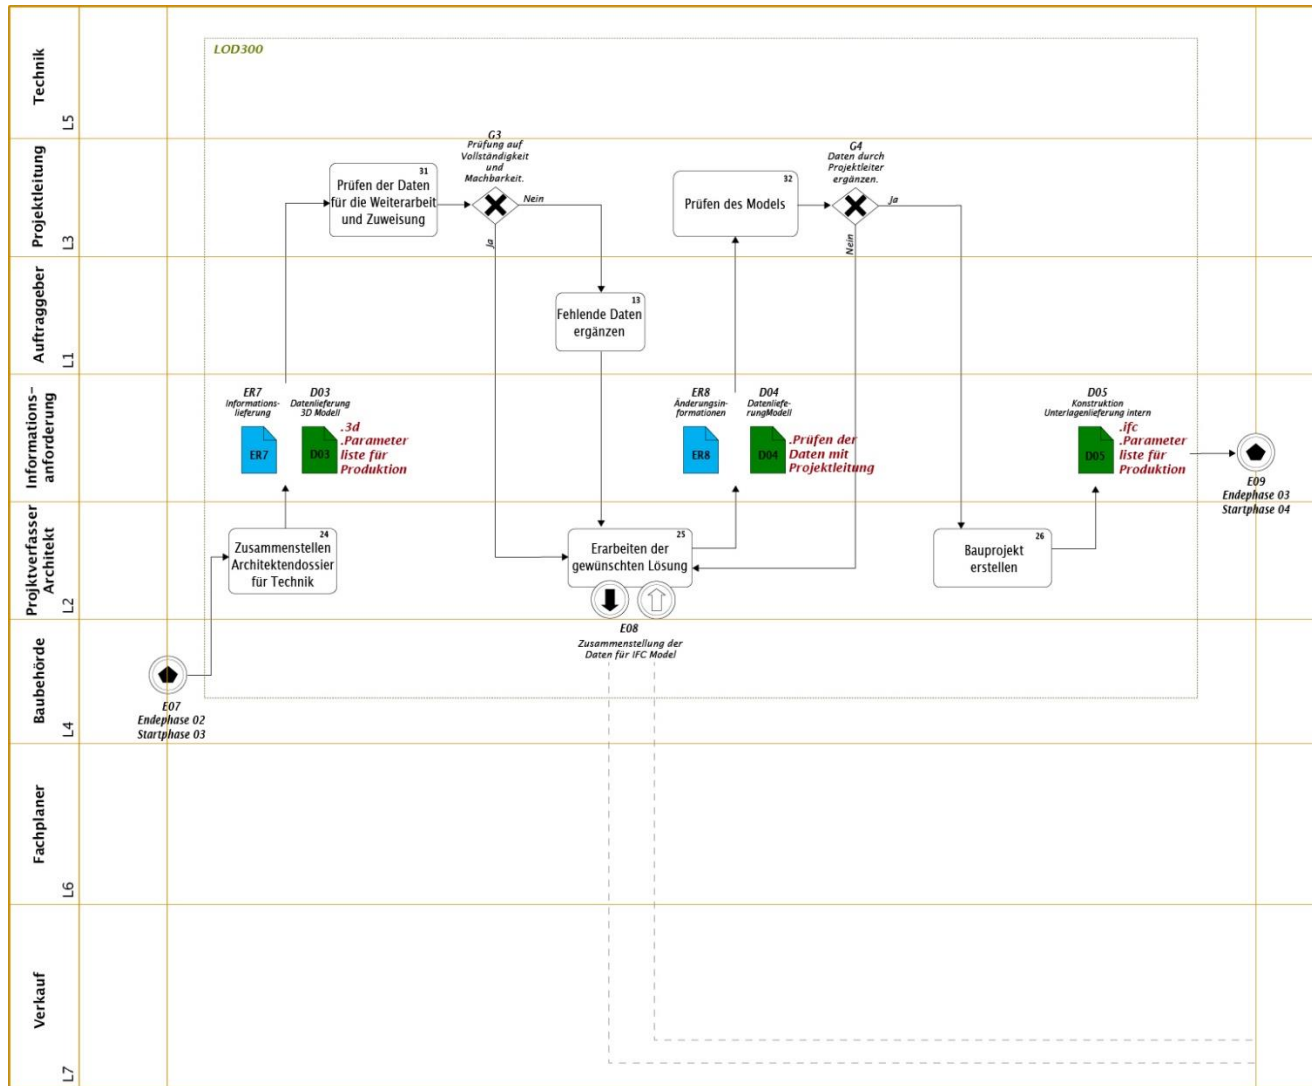 LOD300
Technik
L5
Projektleitung
L3
31
Prüfen der Daten
für die Weiterarbeit
und Zuweisung
G3
Prüfung auf
Vollständigkeit
und
Machbarkeit.
Nein
Ja
32
Prüfen des Models
G4
Daten durch
Projektleiter
ergänzen.
Ja
Nein
Auftraggeber
L1
13
Fehlende Daten
ergänzen
Informations-
anforderung
ER7
Informations-
lieferung
ER7
D03
Datenlieferung
3D Modell
D03
.3d
.Parameter
liste für
Produktion
ER8
Änderungsin-
formationen
ER8
D04
Datenliefe-
rungModell
D04
.Prüfen der
Daten mit
Projektleitung
D05
Konstruktion
Unterlagenlieferung intern
D05
.ifc
.Parameter
liste für
Produktion
E09
Endephase 03
Startphase 04
Projktverfasser
Architekt
L2
24
Zusammenstellen
Architektendossier
für Technik
25
Erarbeiten der
gewünschten Lösung
26
Bauprojekt
erstellen
E08
Zusammenstellung der
Daten für IFC Model
Baubehörde
L4
E07
Endephase 02
Startphase 03
Fachplaner
L6
Verkauf
L7